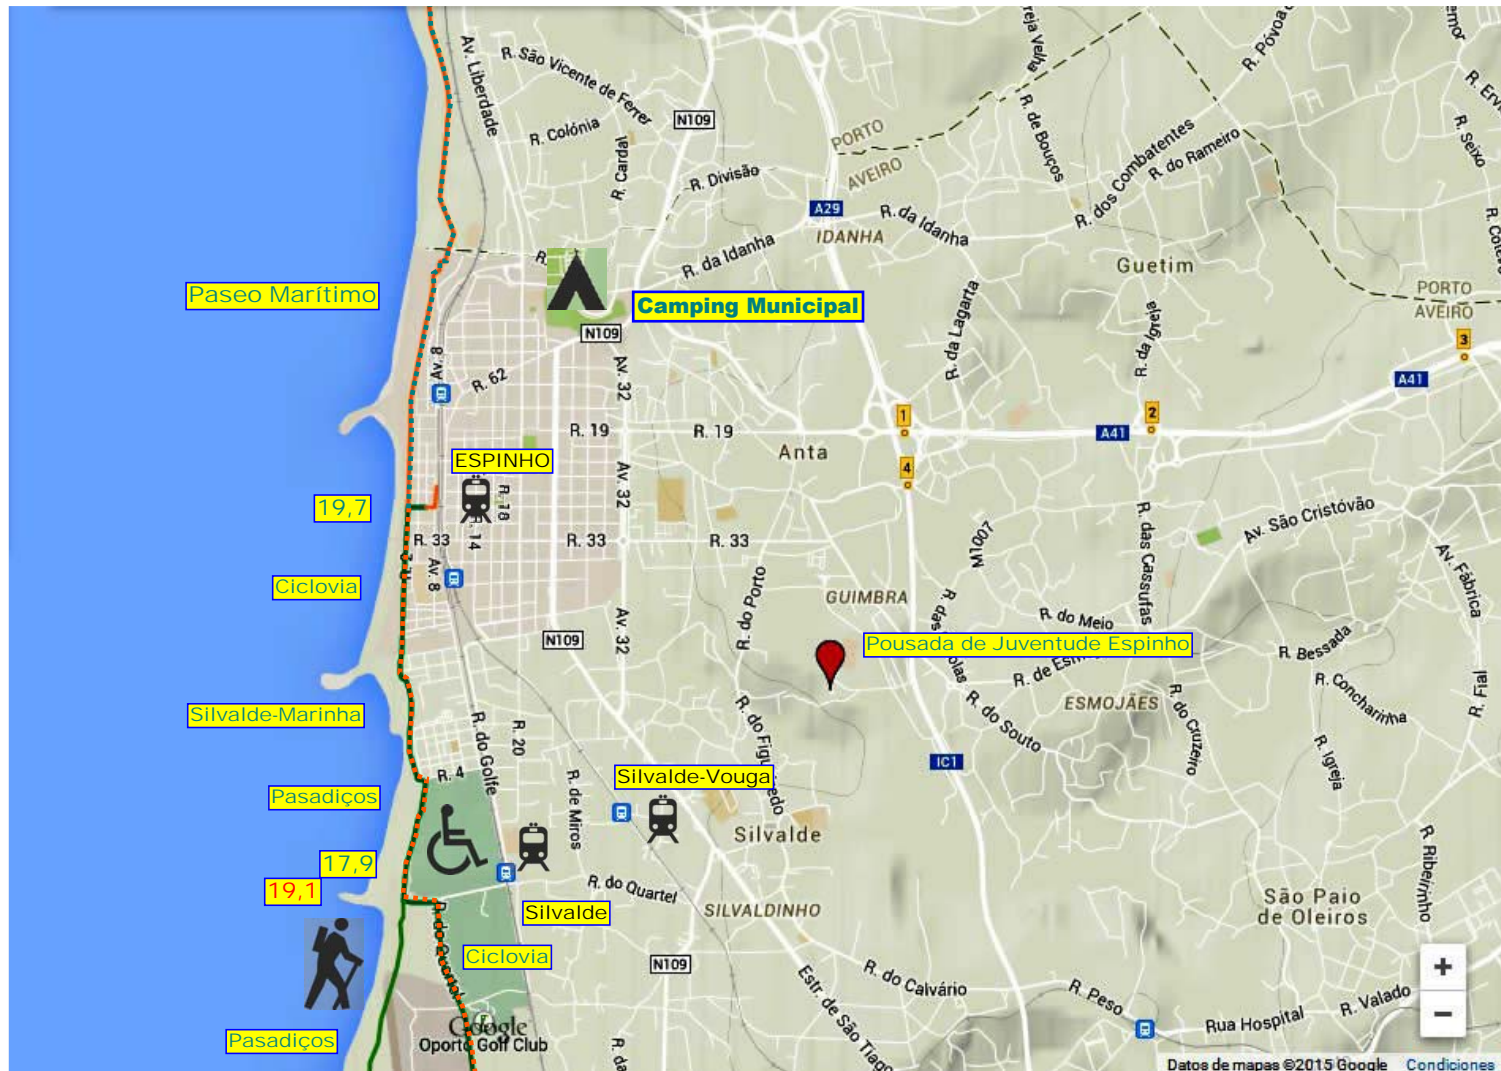 Av. Liberdade
R. São Vicente de Ferrer
R. Colónia
R. Cardal
N109
R. Divisão
PORTO
AVEIRO
A29
IDANHA
R. da Idanha
R. da Idanha
R. de Bouços
R. dos Combatentes
R. do Rameiro
R. Seixo
Guetim
PORTO
AVEIRO
Paseo Marítimo
Camping Municipal
N109
Av. 8
R. 62
Av. 32
R. da Lagarta
R. da Igreja
3
A41
1
2
R. 19
R. 19
A41
Anta
4
ESPINHO
Av. 32
19,7
R. 18
R. 14
R. 33
R. 33
R. 33
M1007
R. das Cassufas
Av. São Cristóvão
Av. Fábrica
Av. 8
Ciclovia
R. do Porto
GUIMBRA
R. do Meio
N109
Av. 32
Pousada de Juventude Espinho
R. Bessada
R. Concharinha
R. Fial
ESMOJÃES
R. do Souto
R. do Cruzeiro
R. Igreja
Silvalde-Marinha
R. do Golfe
R. 20
IC1
R. 4
R. de Miros
Silvalde-Vouga
Pasadiços
Silvalde
17,9
19,1
R. do Quartel
R. Ribeirinho
Silvalde
SILVALDINHO
São Paio
de Oleiros
Ciclovia
N109
R. do Calvário
R. Peso
Rua Hospital
R. Valado
+
−
Estr. de São Tiago
Pasadiços
Google
Oporto Golf Club
Datos de mapas ©2015 Google
Condiciones